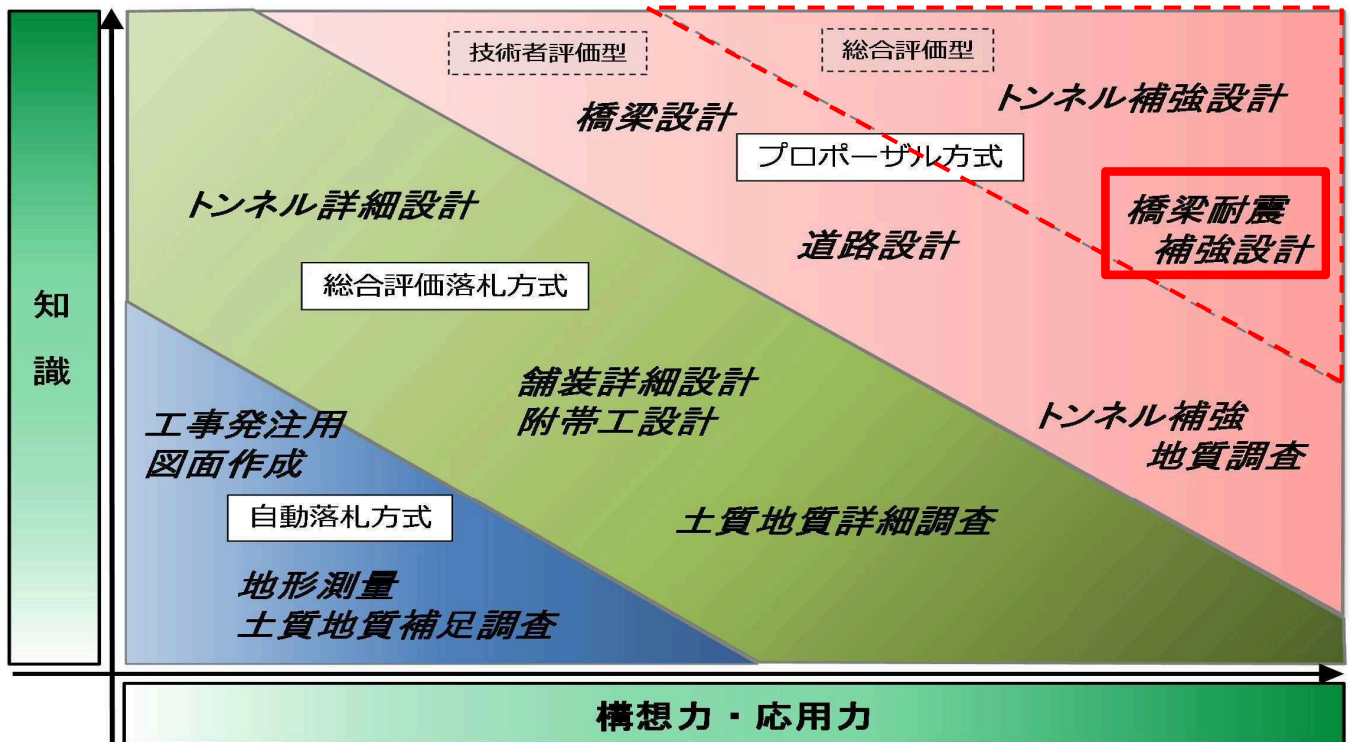 技術者評価型
総合評価型
橋梁設計
トンネル補強設計
プロポーザル方式
トンネル詳細設計
道路設計
橋梁耐震
補強設計
総合評価落札方式
知
識
舗装詳細設計
附帯工設計
工事発注用
図面作成
トンネル補強
地質調査
自動落札方式
土質地質詳細調査
地形測量
土質地質補足調査
構想力・応用力